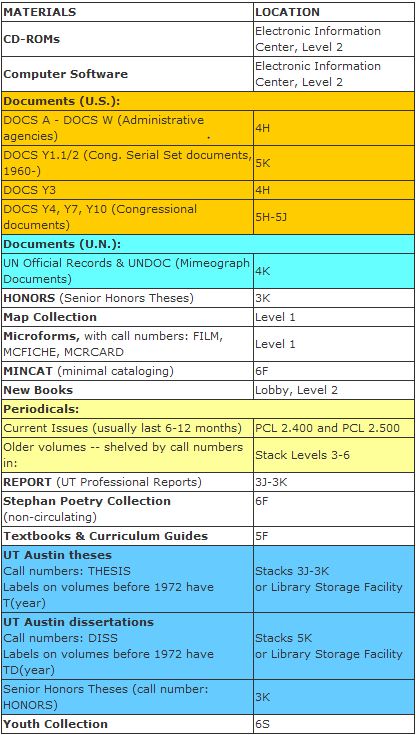 MATERIALS LOCATION
CD-ROMs Electronic Information
Center, Level 2
Computer Software Electronic Information
Center, Level 2
Documents (U.S.):
DOCS A - DOCS W (Administrative
agencies) 4H
DOCS Y1.1/2 (Cong. Serial Set documents,
1960-) 5K
DOCS Y3 4H
DOCS Y4, Y7, Y10 (Congressional
documents) 5H-5J
Documents (U.N.):
UN Official Records & UNDOC (Mimeograph
Documents) 4K
HONORS (Senior Honors Theses) 3K
Map Collection Level 1
Microforms, with call numbers: FILM,
MCFICHE, MCRCARD Level 1
MINCAT (minimal cataloging) 6F
New Books Lobby, Level 2
Periodicals:
Current Issues (usually last 6-12 months) PCL 2.400 and PCL 2.500
Older volumes -- shelved by call numbers
in: Stack Levels 3-6
REPORT (UT Professional Reports) 3J-3K
Stephan Poetry Collection 6F
(non-circulating)
Textbooks & Curriculum Guides 5F
UT Austin theses
Call numbers: THESIS Stacks 3J-3K
Labels on volumes before 1972 have or Library Storage Facility
T(year)
UT Austin dissertations
Call numbers: DISS Stacks 5K
Labels on volumes before 1972 have or Library Storage Facility
TD(year)
Senior Honors Theses (call number:
HONORS) 3K
Youth Collection 6S